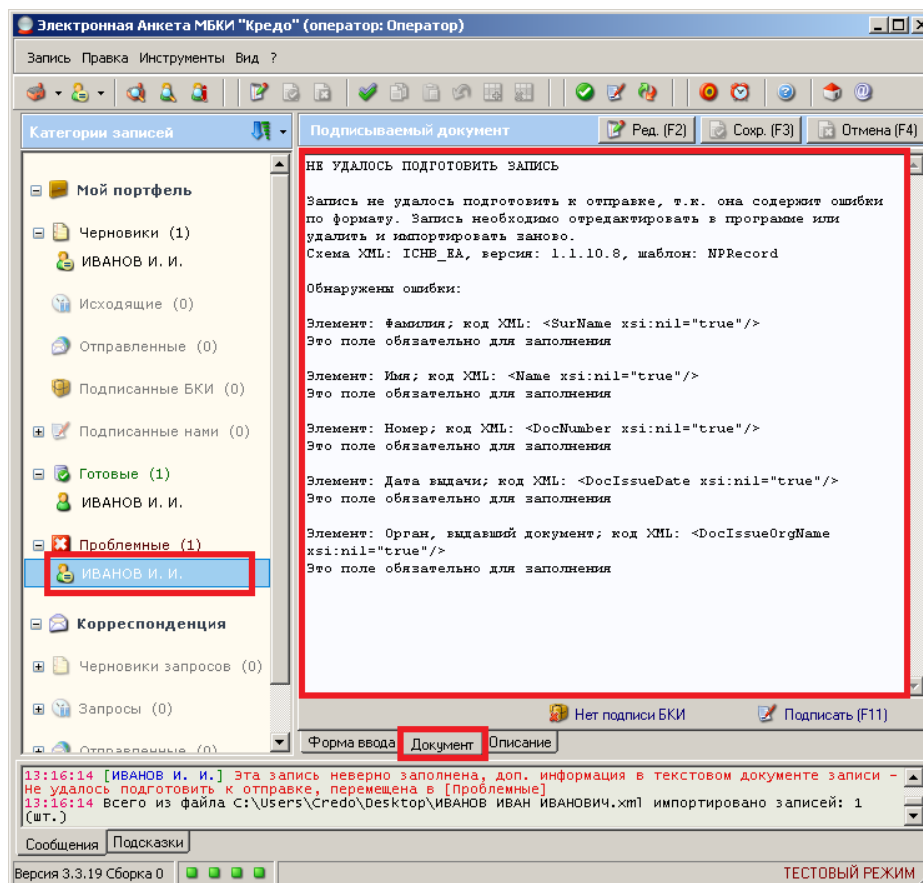 Электронная Анкета МБКИ "Кредо" (оператор: Оператор)
Запись Правка Инструменты Вид ?
Категории записей
Подписываемый документ
Ред. (F2)
Сохр. (F3)
Отмена (F4)
Мой портфель
Черновики (1)
ИВАНОВ И. И.
Исходящие (0)
Отправленные (0)
Подписанные БКИ (0)
Подписанные нами (0)
Готовые (1)
ИВАНОВ И. И.
Проблемные (1)
ИВАНОВ И. И.
Корреспонденция
Черновики запросов (0)
Запросы (0)
Отправленные (0)
НЕ УДАЛОСЬ ПОДГОТОВИТЬ ЗАПИСЬ
Запись не удалось подготовить к отправке, т.к. она содержит ошибки
по формату. Запись необходимо отредактировать в программе или
удалить и импортировать заново.
Схема XML: ICHB_EA, версия: 1.1.10.8, шаблон: NPRecord
Обнаружены ошибки:
Элемент: Фамилия; код XML: <SurName xsi:nil="true"/>
Это поле обязательно для заполнения
Элемент: Имя; код XML: <Name xsi:nil="true"/>
Это поле обязательно для заполнения
Элемент: Номер; код XML: <DocNumber xsi:nil="true"/>
Это поле обязательно для заполнения
Элемент: Дата выдачи; код XML: <DocIssueDate xsi:nil="true"/>
Это поле обязательно для заполнения
Элемент: Орган, выдавший документ; код XML: <DocIssueOrgName
xsi:nil="true"/>
Это поле обязательно для заполнения
Нет подписи БКИ
Подписать (F11)
Форма ввода
Документ
Описание
13:16:14 [ИВАНОВ И. И.] Эта запись неверно заполнена, доп. информация в текстовом документе записи -
Не удалось подготовить к отправке, перемещена в [Проблемные]
13:16:14 Всего из файла C:\Users\Credo\Desktop\ИВАНОВ ИВАН ИВАНОВИЧ.xml импортировано записей: 1
(шт.)
Сообщения
Подсказки
Версия 3.3.19 Сборка 0
ТЕСТОВЫЙ РЕЖИМ